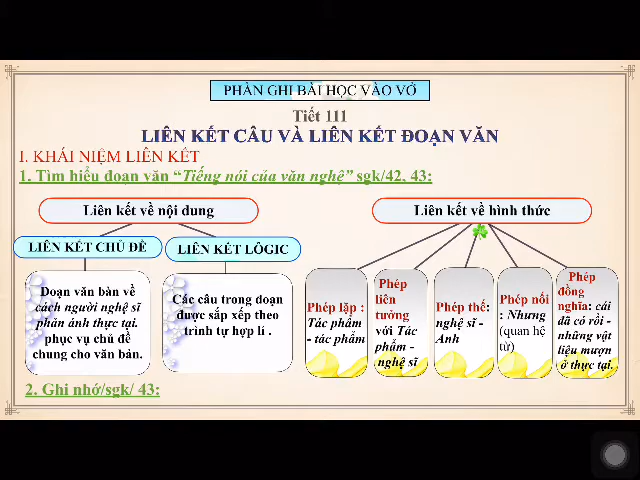 PHẦN GHI BÀI HỌC VÀO VỞ
Tiết 111
LIÊN KẾT CÂU VÀ LIÊN KẾT ĐOẠN VĂN
I. KHÁI NIỆM LIÊN KẾT
1. Tìm hiểu đoạn văn “Tiếng nói của văn nghệ” sgk/42, 43:
Liên kết về nội dung
LIÊN KẾT CHỦ ĐỀ
LIÊN KẾT LÔGIC
Đoạn văn bàn về
cách người nghệ sĩ
phản ánh thực tại.
phục vụ chủ đề
chung cho văn bản.
Các câu trong đoạn
được sắp xếp theo
trình tự hợp lí .
Liên kết về hình thức
Phép lặp :
Tác phẩm
- tác phẩm
Phép
liên
tưởng
với Tác
phẩm -
nghệ sĩ
Phép thế:
nghệ sĩ -
Anh
Phép nối
: Nhưng
(quan hệ
từ)
Phép
đồng
nghĩa: cái
đã có rồi -
những vật
liệu mượn
ở thực tại.
2. Ghi nhớ/sgk/ 43: